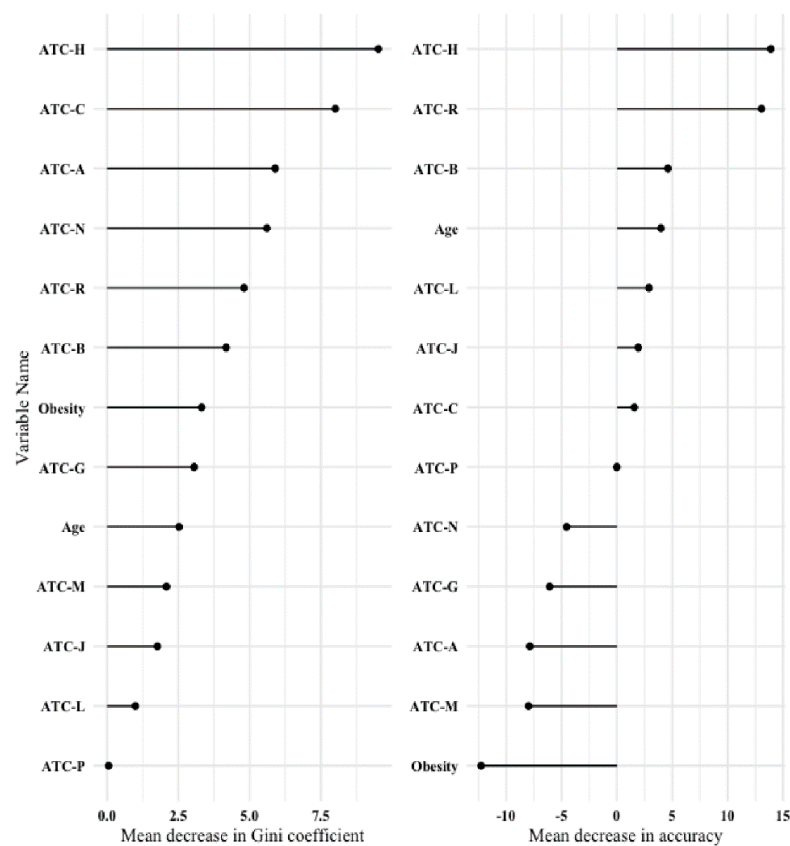 Variable Name
ATC-H
ATC-C
ATC-A
ATC-N
ATC-R
ATC-B
Obesity
ATC-G
Age
ATC-M
ATC-J
ATC-L
ATC-P
0.0 2.5 5.0 7.5
Mean decrease in Gini coefficient
ATC-H
ATC-R
ATC-B
Age
ATC-L
ATC-J
ATC-C
ATC-P
ATC-N
ATC-G
ATC-A
ATC-M
Obesity
-10 -5 0 5 10 15
Mean decrease in accuracy